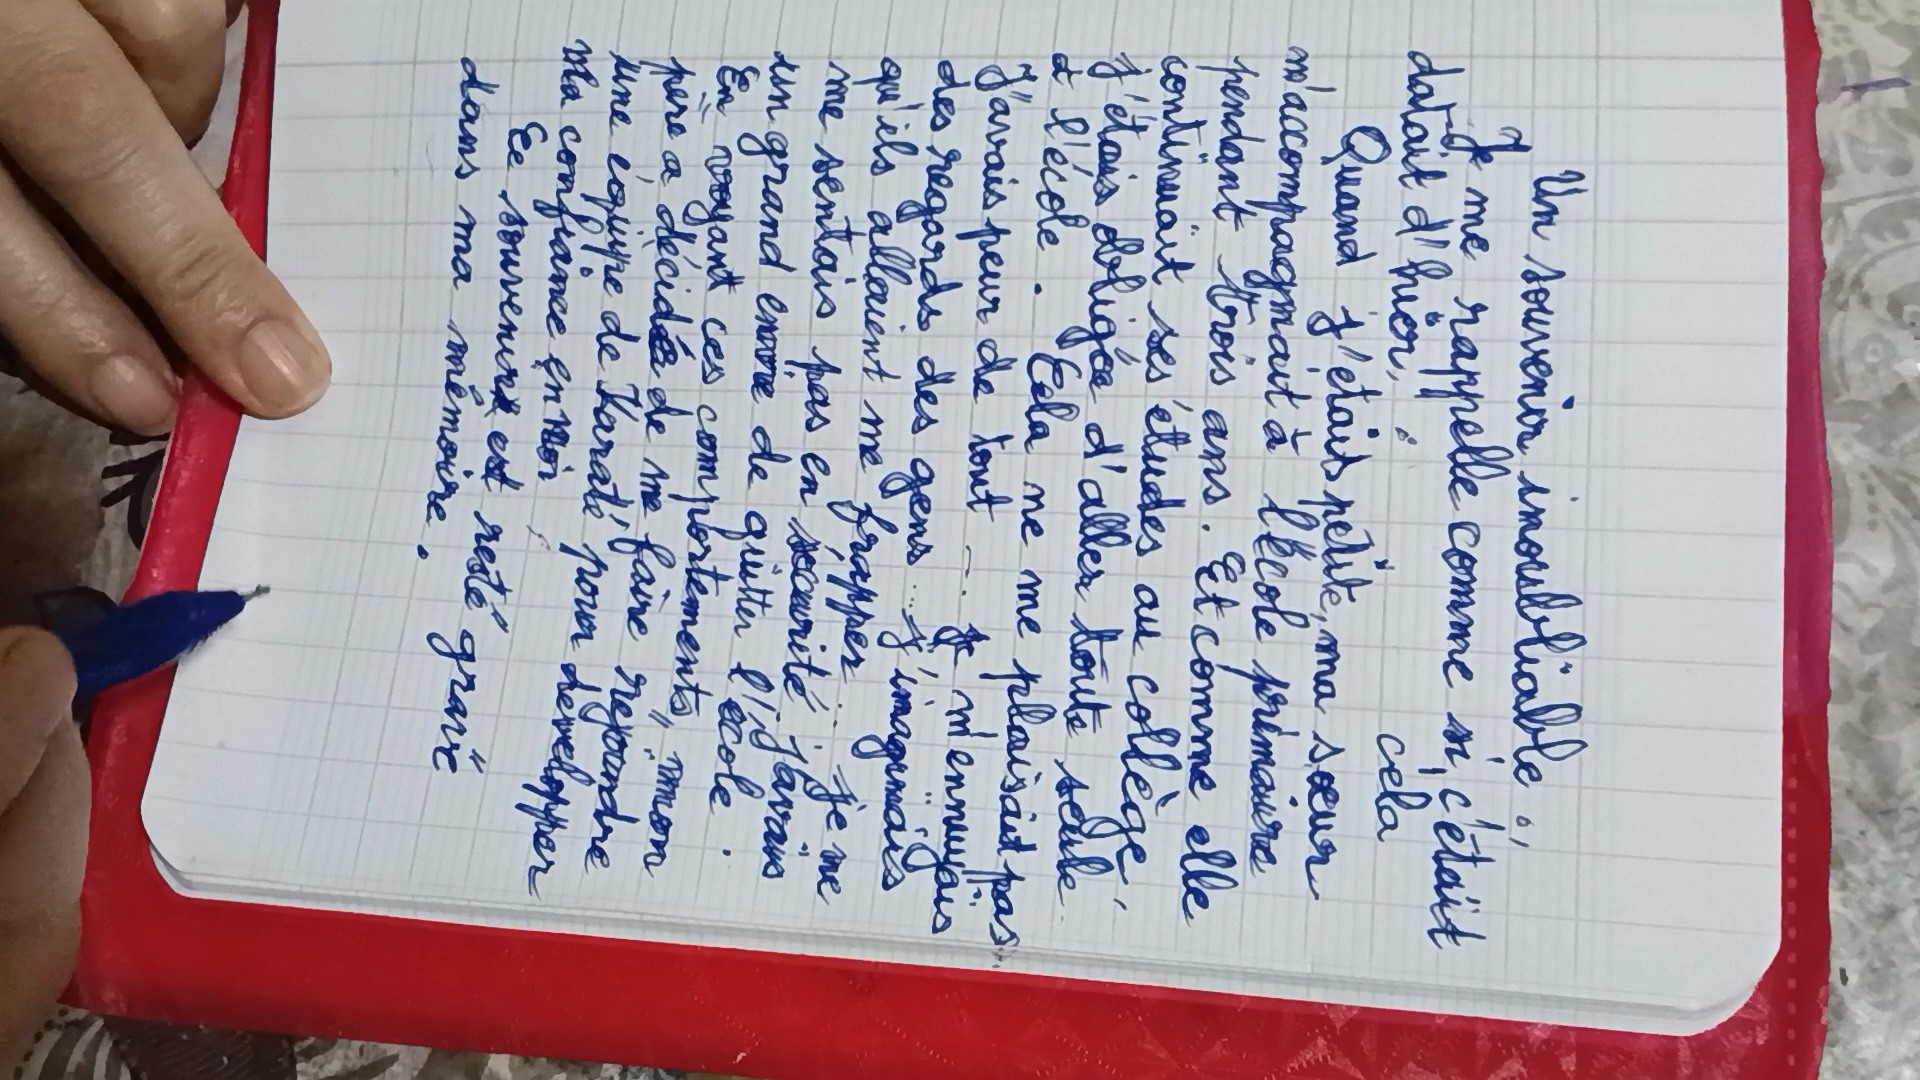 Un souvenir inoubliable :
Je me rappelle comme si c'était
datait d'hier, : cela
Quand j'étais petite, ma sœur
m'accompagnait à l'école primaire
pendant trois ans. Et comme elle
continuait ses études au collège,
j'étais obligée d'aller toute seule
à l'école. Cela ne me plaisait pas..
J'avais peur de tout ... Je m'ennuyais
des regards des gens ... j'imaginais
qu'ils allaient me frapper ... je ne
me sentais pas en securité. J'avais
un grand envie de quitter l'école.
En voyant ces comportements, mon
père a décidé de me faire rejoindre
une équipe de Karaté pour developper
ma confiance en moi.
Ce souvenir est resté gravé
dans ma mémoire.